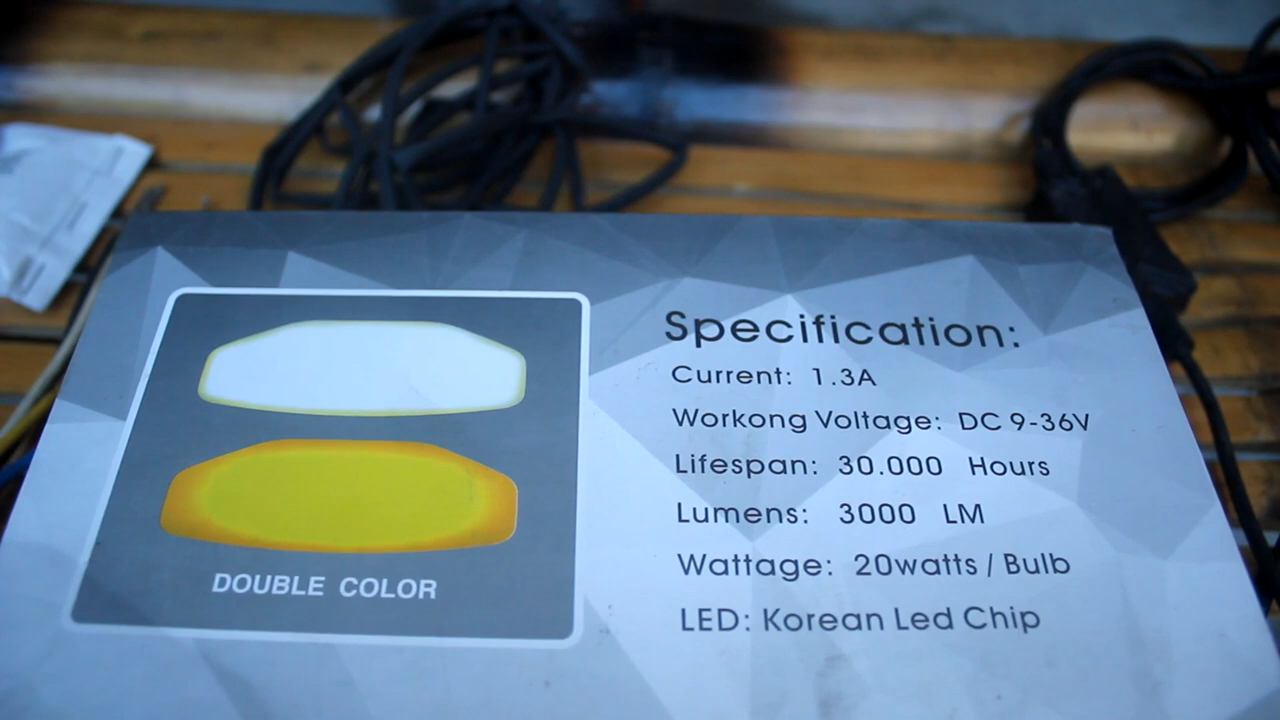 Specification:
Current: 1.3A
Workong Voltage: DC 9-36V
Lifespan: 30.000 Hours
Lumens: 3000 LM
Wattage: 20watts / Bulb
LED: Korean Led Chip
DOUBLE COLOR